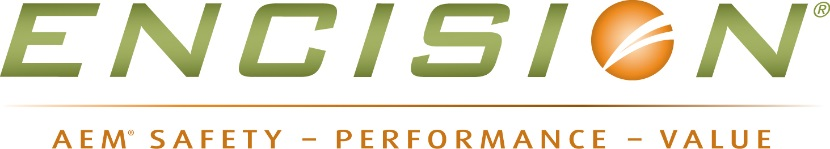 ENCISION®
AEM® SAFETY – PERFORMANCE – VALUE